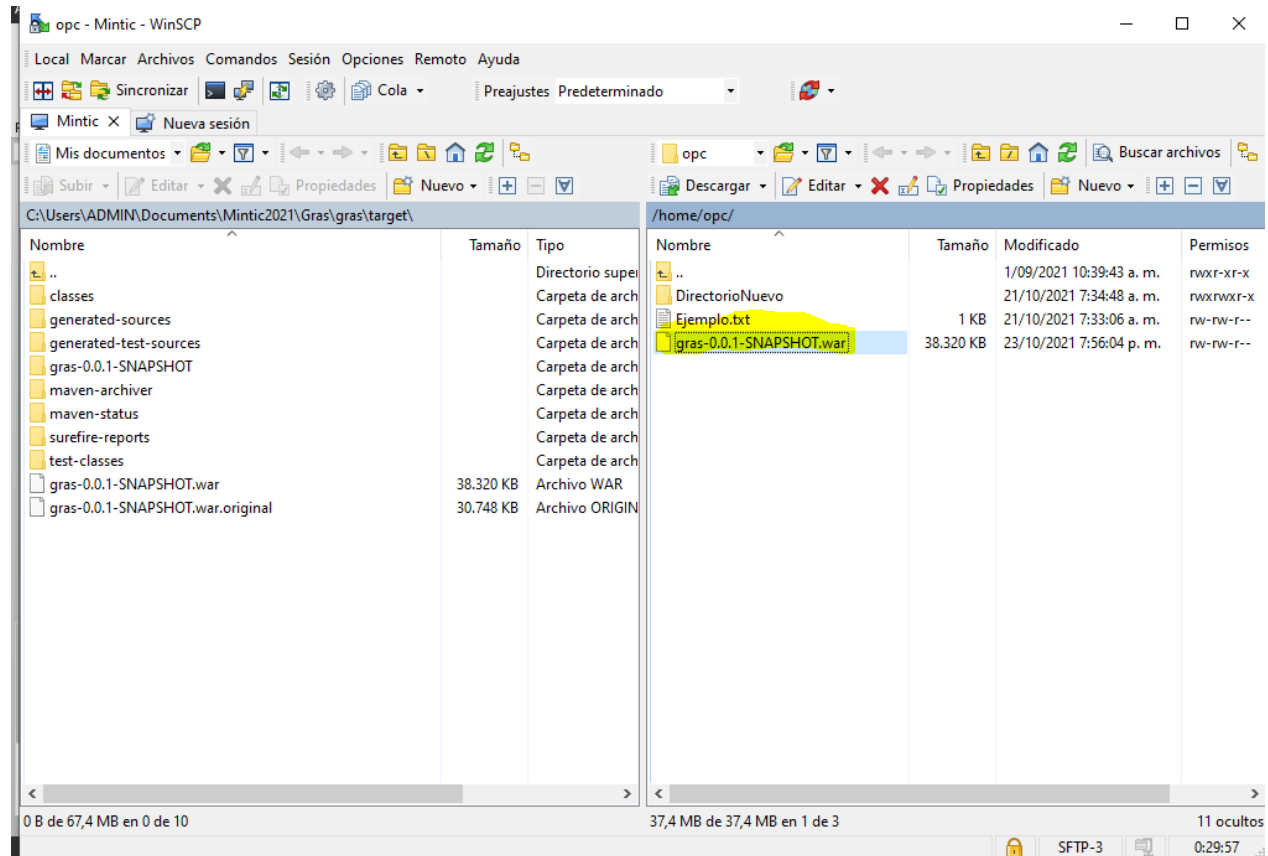 opc - Mintic - WinSCP
Local Marcar Archivos Comandos Sesión Opciones Remoto Ayuda
Sincronizar Cola Preajustes Predeterminado
Mintic Nueva sesión
Mis documentos
opc Buscar archivos
Subir Editar Propiedades Nuevo
Descargar Editar Propiedades Nuevo
C:\Users\ADMIN\Documents\Mintic2021\Gras\gras\target\
Nombre Tamaño Tipo
.. Directorio super
classes Carpeta de arch
generated-sources Carpeta de arch
generated-test-sources Carpeta de arch
gras-0.0.1-SNAPSHOT Carpeta de arch
maven-archiver Carpeta de arch
maven-status Carpeta de arch
surefire-reports Carpeta de arch
test-classes Carpeta de arch
gras-0.0.1-SNAPSHOT.war 38.320 KB Archivo WAR
gras-0.0.1-SNAPSHOT.war.original 30.748 KB Archivo ORIGIN
0 B de 67,4 MB en 0 de 10
/home/opc/
Nombre Tamaño Modificado Permisos
.. 1/09/2021 10:39:43 a. m. rwxr-xr-x
DirectorioNuevo 21/10/2021 7:34:48 a. m. rwxrwxr-x
Ejemplo.txt 1 KB 21/10/2021 7:33:06 a. m. rw-rw-r--
gras-0.0.1-SNAPSHOT.war 38.320 KB 23/10/2021 7:56:04 p. m. rw-rw-r--
37,4 MB de 37,4 MB en 1 de 3 11 ocultos
SFTP-3 0:29:57